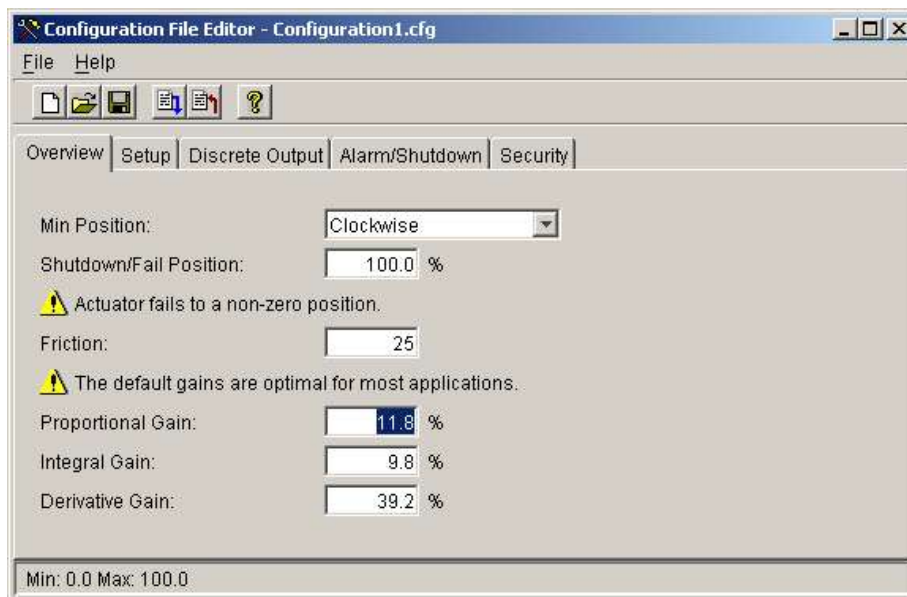 Configuration File Editor - Configuration1.cfg
File Help
Overview Setup Discrete Output Alarm/Shutdown Security
Min Position: Clockwise
Shutdown/Fail Position: 100.0 %
Actuator fails to a non-zero position.
Friction: 25
The default gains are optimal for most applications.
Proportional Gain: 11.8 %
Integral Gain: 9.8 %
Derivative Gain: 39.2 %
Min: 0.0 Max: 100.0